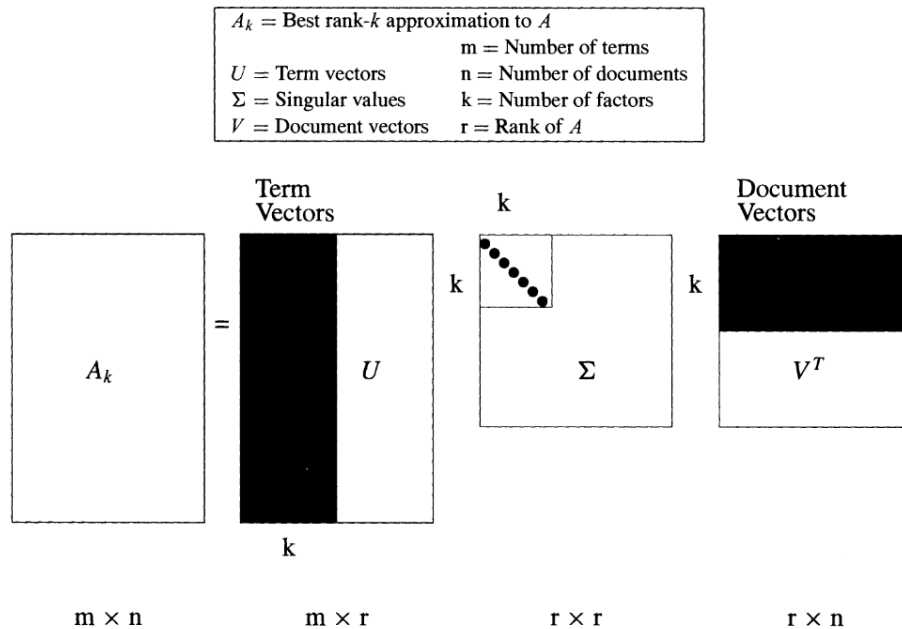 A_k = Best rank-k approximation to A
m = Number of terms
U = Term vectors n = Number of documents
Σ = Singular values k = Number of factors
V = Document vectors r = Rank of A
Term
Vectors
k
Document
Vectors
k
k
=
A_k
U
Σ
V^T
k
m × n
m × r
r × r
r × n